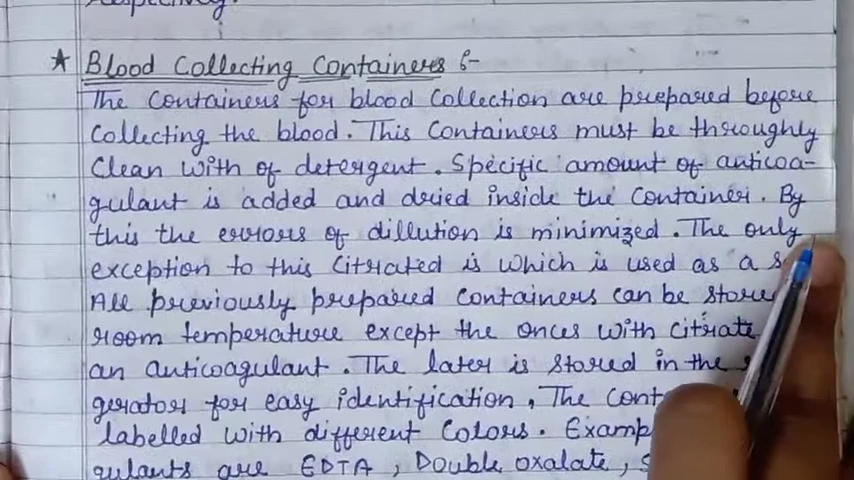 ★ Blood Collecting Containers :-
The Containers for blood Collection are prepared before
Collecting the blood. This Containers must be throughly
Clean with of detergent. Specific amount of anticoa-
gulant is added and dried inside the Container. By
this the errors of dillution is minimized. The only
exception to this Citrated is which is used as a
All previously prepared containers can be
room temperature except the onces with Citrate
an anticoagulant. The later is stored in the
gerator for easy identification, The
labelled with different Colors.
gulants are EDTA, Double oxalate,